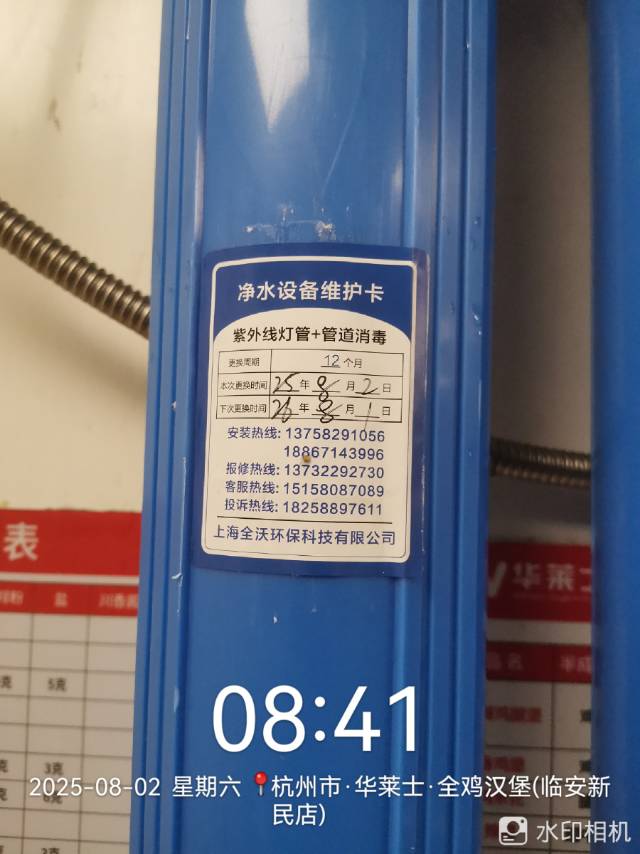 净水设备维护卡
紫外线灯管+管道消毒
更换周期 12个月
本次更换时间 25年8月2日
下次更换时间 26年8月1日
安装热线: 13758291056
18867143996
报修热线: 13732292730
客服热线: 15158087089
投诉热线: 18258897611
上海全沃环保科技有限公司
表
盐
5克
3克
华莱士
08:41
2025-08-02 星期六 杭州市·华莱士·全鸡汉堡(临安新
民店)
水印相机